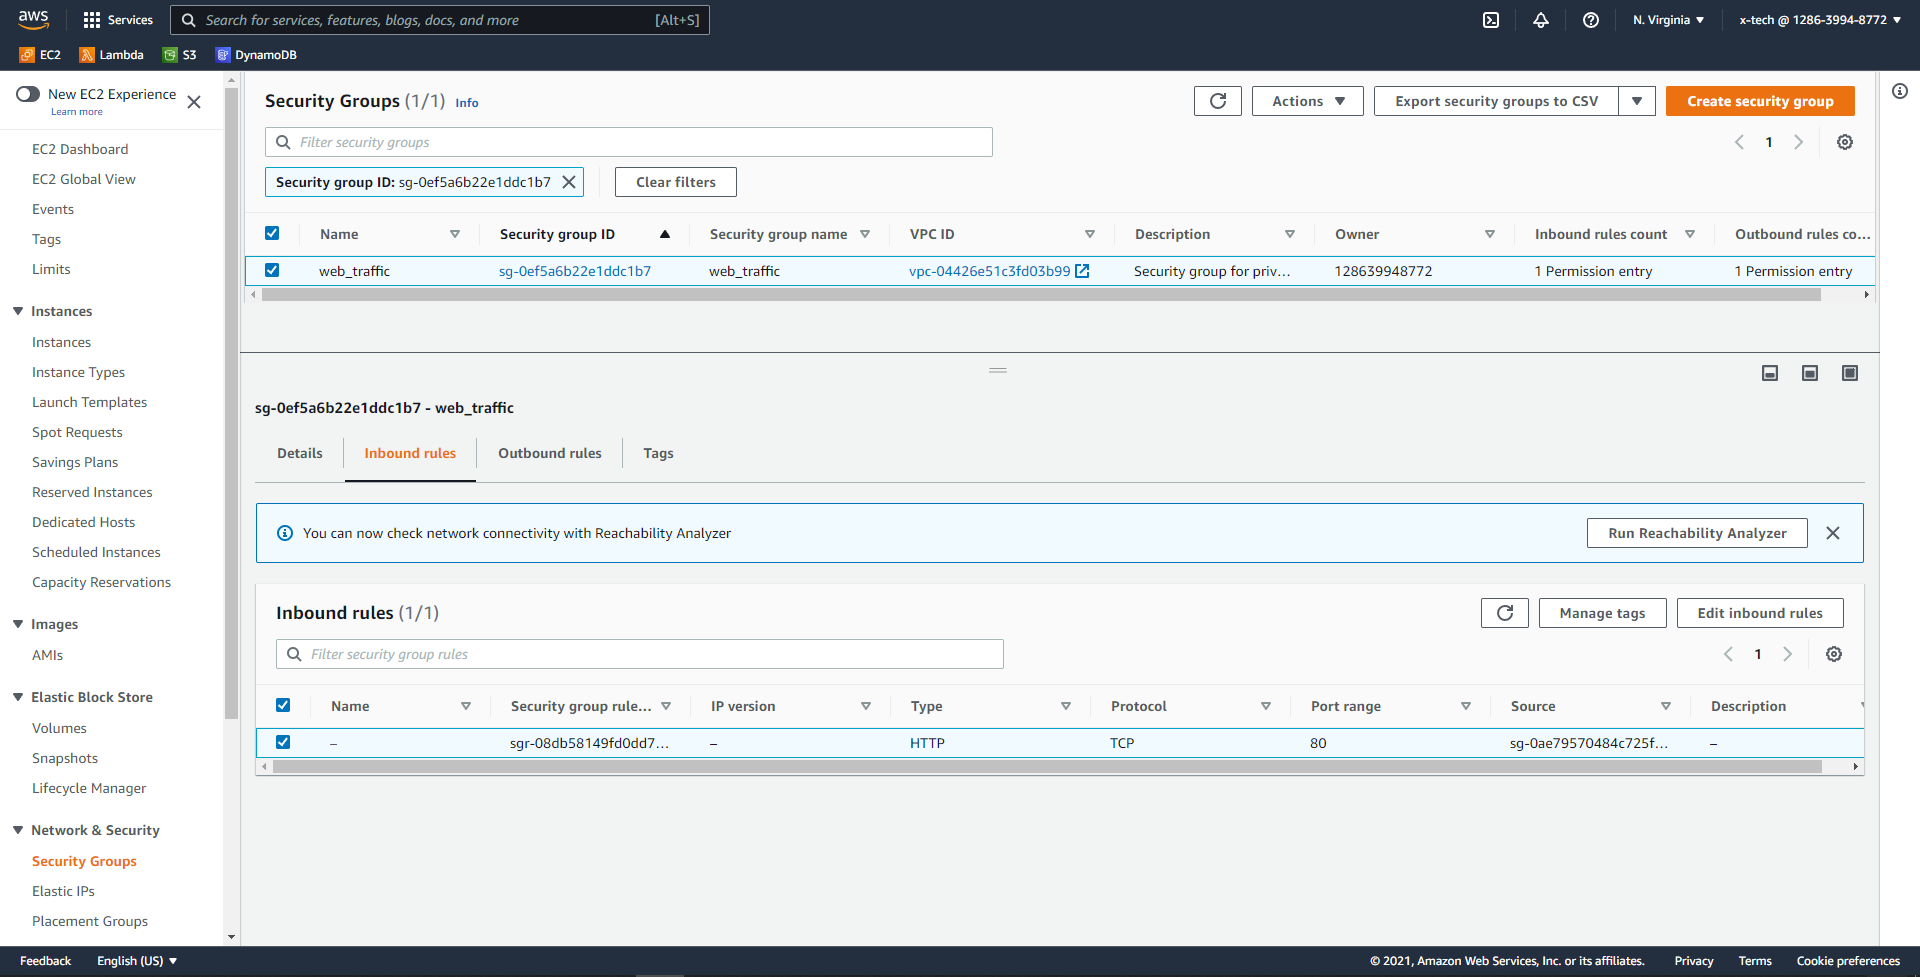 aws
Services
Search for services, features, blogs, docs, and more [Alt+S]
N. Virginia
x-tech @ 1286-3994-8772
EC2 Lambda S3 DynamoDB
New EC2 Experience
Learn more
EC2 Dashboard
EC2 Global View
Events
Tags
Limits
Instances
Instances
Instance Types
Launch Templates
Spot Requests
Savings Plans
Reserved Instances
Dedicated Hosts
Scheduled Instances
Capacity Reservations
Images
AMIs
Elastic Block Store
Volumes
Snapshots
Lifecycle Manager
Network & Security
Security Groups
Elastic IPs
Placement Groups
Security Groups (1/1) Info
Actions
Export security groups to CSV
Create security group
Filter security groups
1
Security group ID: sg-0ef5a6b22e1ddc1b7
Clear filters
Name Security group ID Security group name VPC ID Description Owner Inbound rules count Outbound rules co...
web_traffic sg-0ef5a6b22e1ddc1b7 web_traffic vpc-04426e51c3fd03b99 Security group for priv... 128639948772 1 Permission entry 1 Permission entry
sg-0ef5a6b22e1ddc1b7 - web_traffic
Details Inbound rules Outbound rules Tags
You can now check network connectivity with Reachability Analyzer
Run Reachability Analyzer
Inbound rules (1/1)
Manage tags
Edit inbound rules
Filter security group rules
1
Name Security group rule... IP version Type Protocol Port range Source Description
– sgr-08db58149fd0dd7... – HTTP TCP 80 sg-0ae79570484c725f... –
Feedback English (US) © 2021, Amazon Web Services, Inc. or its affiliates. Privacy Terms Cookie preferences